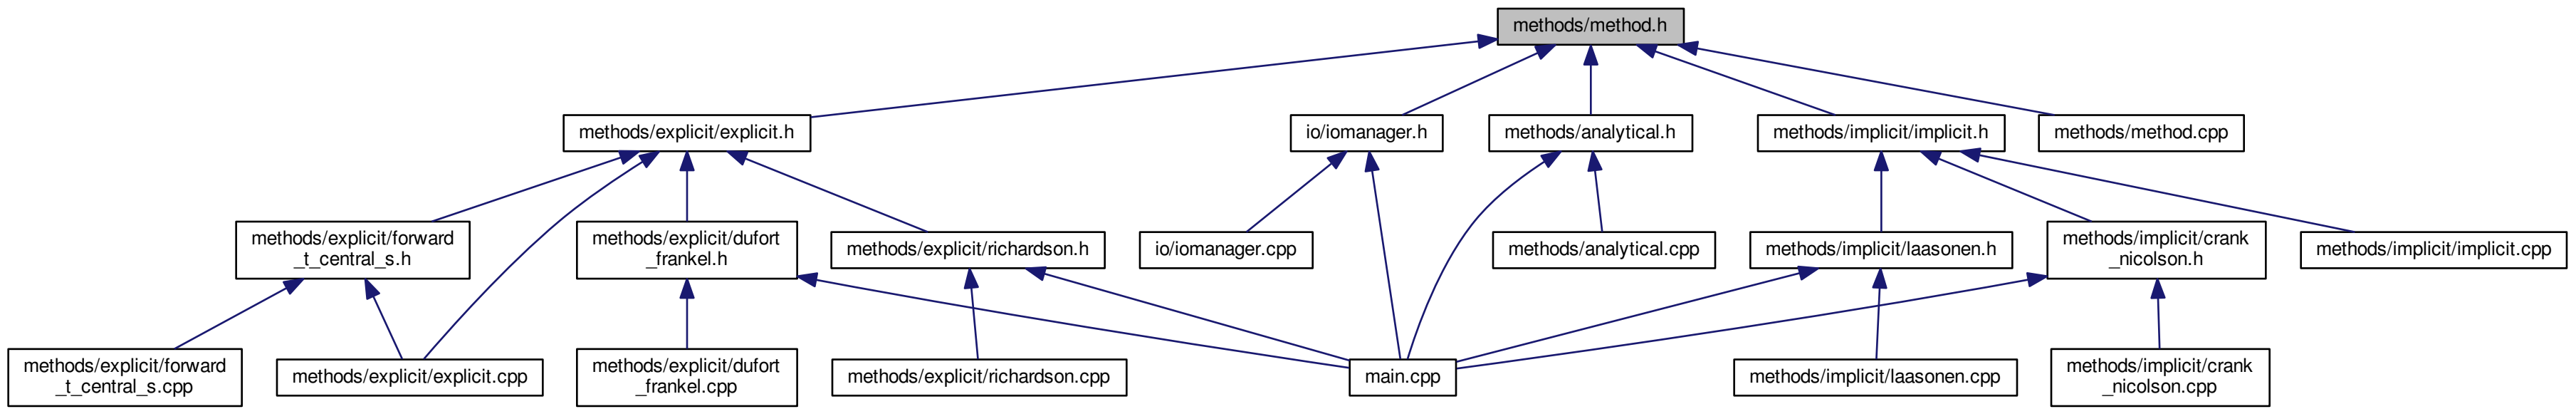 methods/method.h
methods/explicit/explicit.h
io/iomanager.h
methods/analytical.h
methods/implicit/implicit.h
methods/method.cpp
methods/explicit/forward
_t_central_s.h
methods/explicit/dufort
_frankel.h
methods/explicit/richardson.h
io/iomanager.cpp
methods/analytical.cpp
methods/implicit/laasonen.h
methods/implicit/crank
_nicolson.h
methods/implicit/implicit.cpp
methods/explicit/forward
_t_central_s.cpp
methods/explicit/explicit.cpp
methods/explicit/dufort
_frankel.cpp
methods/explicit/richardson.cpp
main.cpp
methods/implicit/laasonen.cpp
methods/implicit/crank
_nicolson.cpp